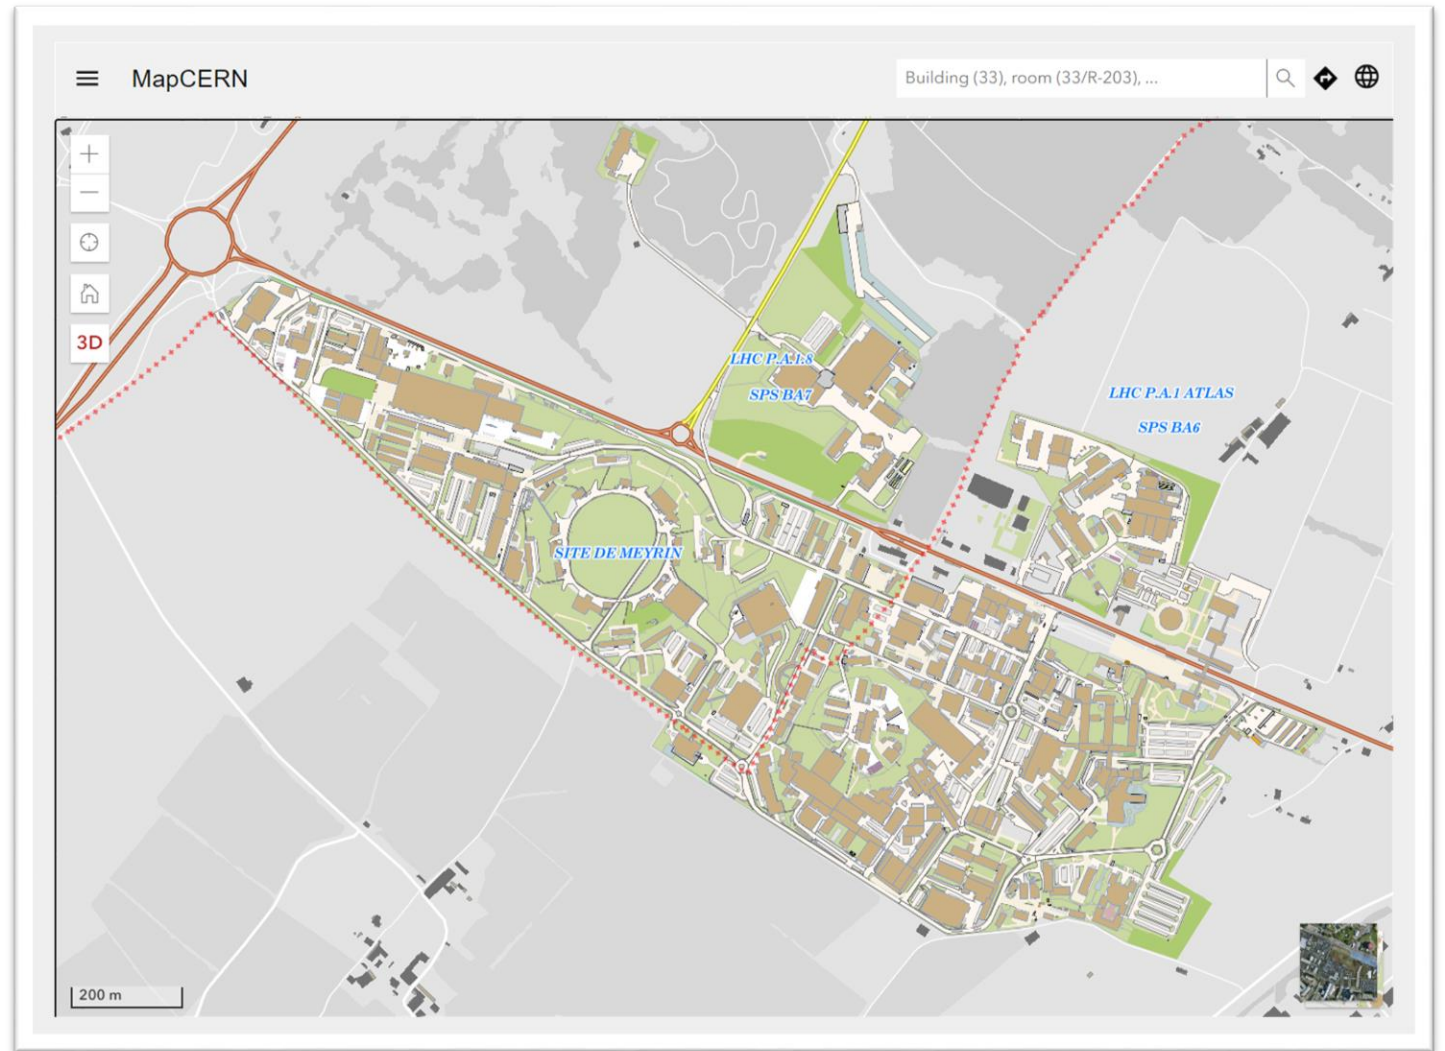 MapCERN
Building (33), room (33/R-203), ...
3D
LHC P.A.1.8
SPS BA7
LHC P.A.1 ATLAS
SPS BA6
SITE DE MEYRIN
200 m